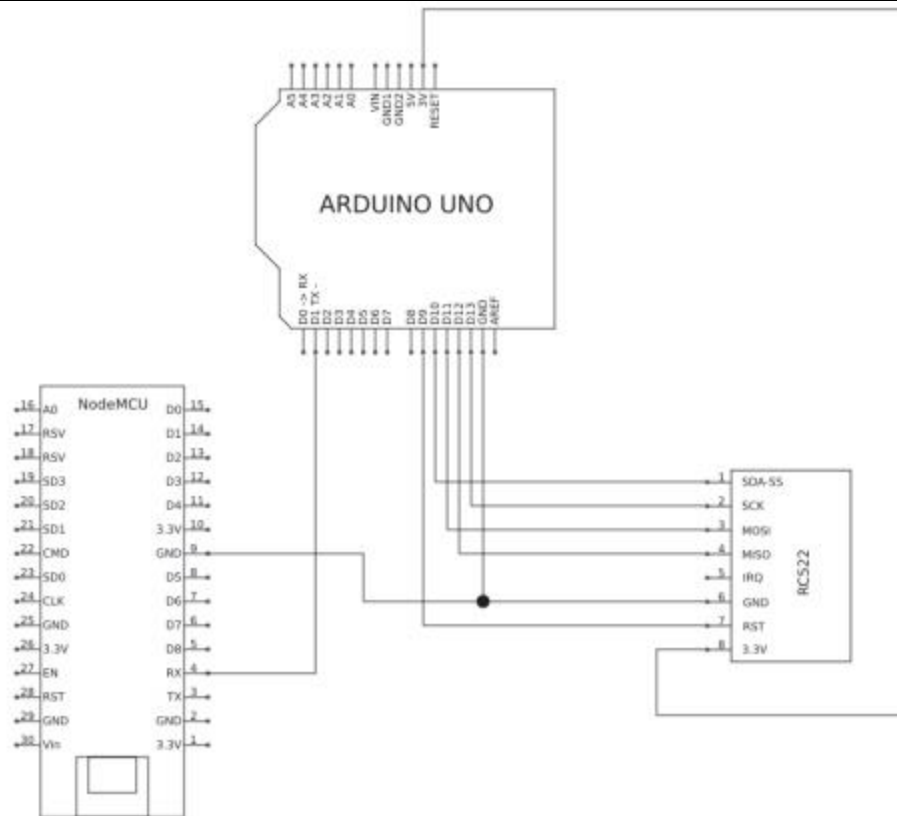 A5 A4 A3 A2 A1 A0 VIN GND1 GND2 5V 3V RESET
ARDUINO UNO
D0 -> RX D1 TX - D2 D3 D4 D5 D6 D7 D8 D9 D10 D11 D12 D13 GND AREF
NodeMCU
16 A0 D0 15
17 RSV D1 14
18 RSV D2 13
19 SD3 D3 12
20 SD2 D4 11
21 SD1 3.3V 10
22 CMD GND 9
23 SD0 D5 8
24 CLK D6 7
25 GND D7 6
26 3.3V D8 5
27 EN RX 4
28 RST TX 3
29 GND GND 2
30 Vin 3.3V 1
RC522
1 SDA-SS
2 SCK
3 MOSI
4 MISO
5 IRQ
6 GND
7 RST
8 3.3V